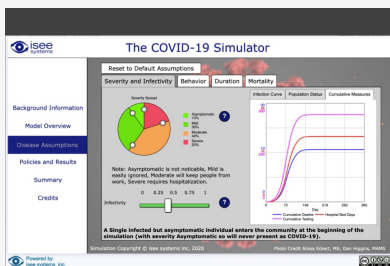 isee
systems
The COVID-19 Simulator
Reset to Default Assumptions
Severity and Infectivity
Behavior
Duration
Mortality
Background Information
Model Overview
Disease Assumptions
Policies and Results
Summary
Credits
Severity Spread
Asymptomatic
Mild
Moderate
Severe
?
Note: Asymptomatic is not noticable, Mild is
easily ignored, Moderate will keep people from
work, Severe requires hospitalization.
0 0.25 0.5 0.75 1
Infectivity
?
Infection Curve
Population Status
Cumulative Measures
0 73 146 219 292 365
Day
Cumulative Deaths
Hospital Bed Days
Cumulative Testing
A Single infected but asymptomatic individual enters the community at the beginning of the
simulation (with severity Asymptomatic so will never present as COVID-19).
Simulation Copyright © isee systems inc, 2020
Photo Credit Alissa Eckert, MS; Dan Higgins, MAMS
Powered by
isee systems, inc.